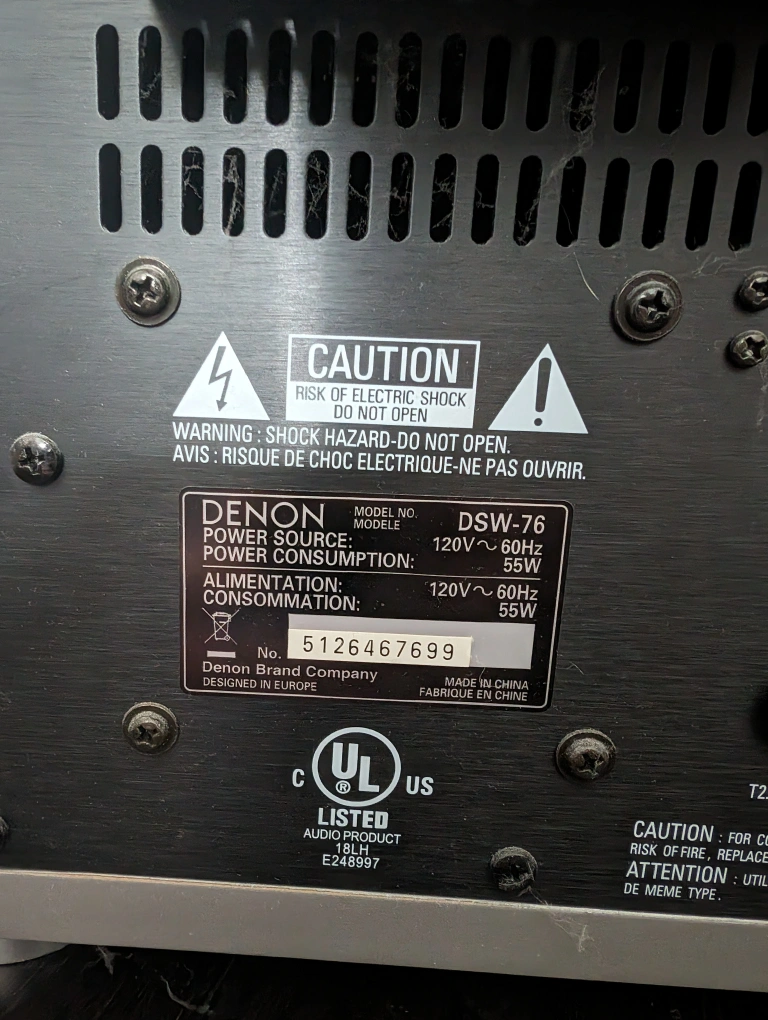 CAUTION
RISK OF ELECTRIC SHOCK
DO NOT OPEN
WARNING : SHOCK HAZARD-DO NOT OPEN.
AVIS : RISQUE DE CHOC ELECTRIQUE-NE PAS OUVRIR.
DENON MODEL NO. DSW-76
MODELE
POWER SOURCE: 120V~ 60Hz
POWER CONSUMPTION: 55W
ALIMENTATION: 120V~ 60Hz
CONSOMMATION: 55W
No. 5126467699
Denon Brand Company
DESIGNED IN EUROPE
MADE IN CHINA
FABRIQUE EN CHINE
C UL ® US
LISTED
AUDIO PRODUCT
18LH
E248997
T2.
CAUTION : FOR CO
RISK OF FIRE, REPLACE
ATTENTION : UTIL
DE MEME TYPE.